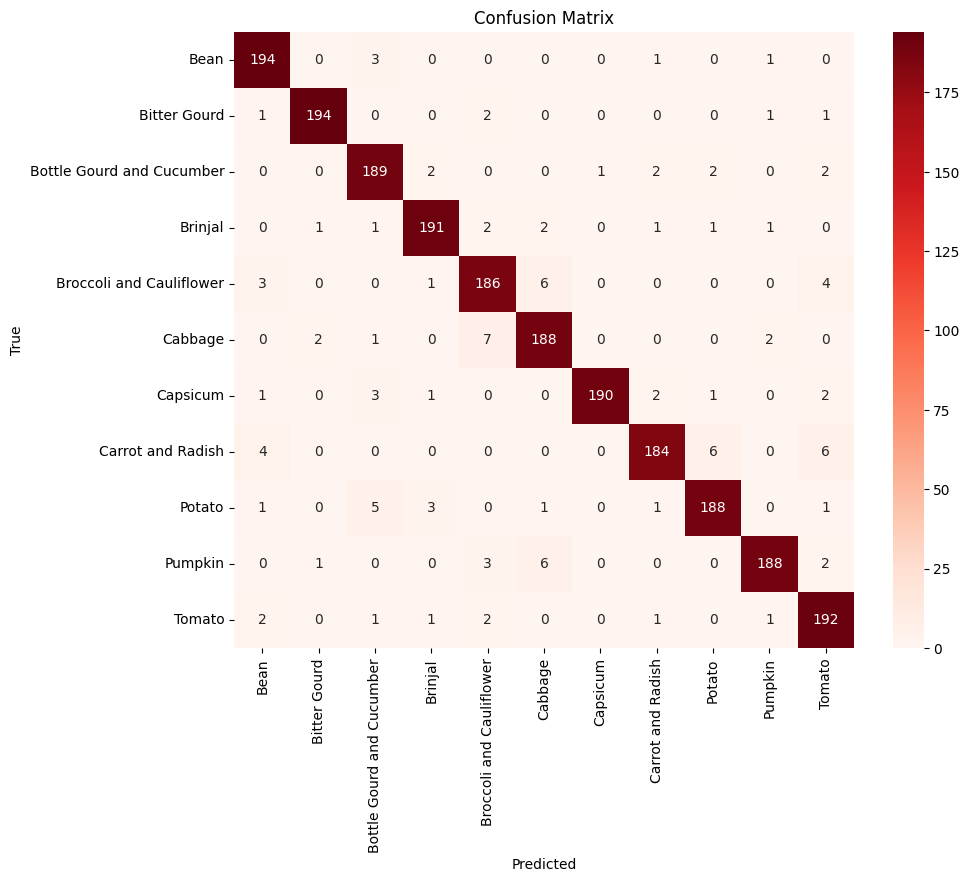 Confusion Matrix
Bean 194 0 3 0 0 0 0 1 0 1 0
Bitter Gourd 1 194 0 0 2 0 0 0 0 1 1
Bottle Gourd and Cucumber 0 0 189 2 0 0 1 2 2 0 2
Brinjal 0 1 1 191 2 2 0 1 1 1 0
Broccoli and Cauliflower 3 0 0 1 186 6 0 0 0 0 4
Cabbage 0 2 1 0 7 188 0 0 0 2 0
Capsicum 1 0 3 1 0 0 190 2 1 0 2
Carrot and Radish 4 0 0 0 0 0 0 184 6 0 6
Potato 1 0 5 3 0 1 0 1 188 0 1
Pumpkin 0 1 0 0 3 6 0 0 0 188 2
Tomato 2 0 1 1 2 0 0 1 0 1 192
True
Bean
Bitter Gourd
Bottle Gourd and Cucumber
Brinjal
Broccoli and Cauliflower
Cabbage
Capsicum
Carrot and Radish
Potato
Pumpkin
Tomato
Predicted
175
150
125
100
75
50
25
0